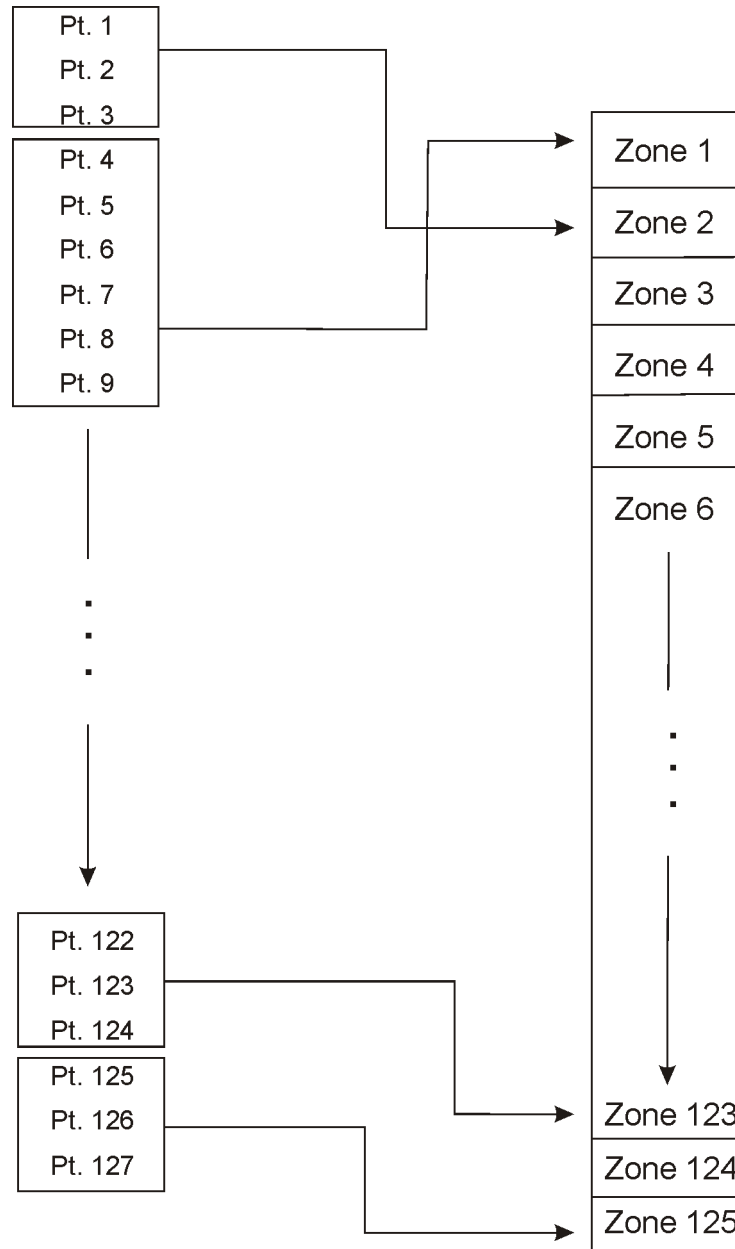 Pt. 1
Pt. 2
Pt. 3
Pt. 4
Pt. 5
Pt. 6
Pt. 7
Pt. 8
Pt. 9
Pt. 122
Pt. 123
Pt. 124
Pt. 125
Pt. 126
Pt. 127
Zone 1
Zone 2
Zone 3
Zone 4
Zone 5
Zone 6
Zone 123
Zone 124
Zone 125